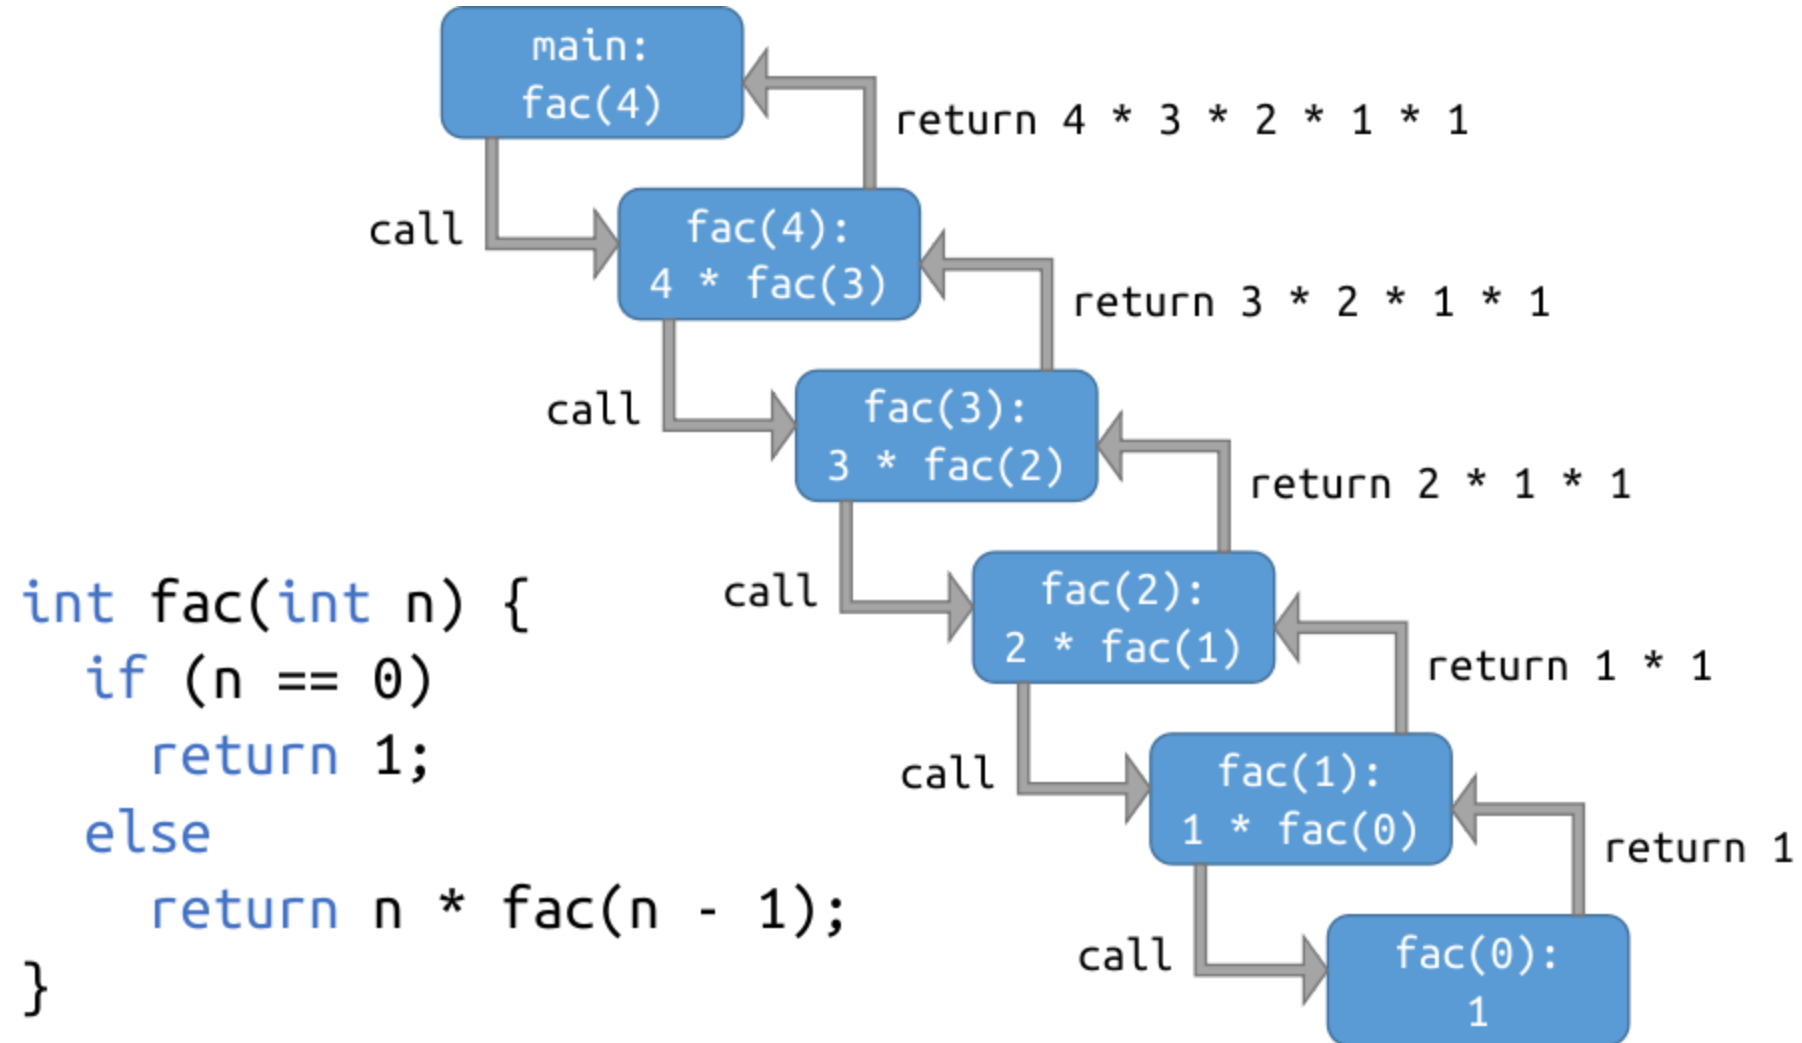 main:
fac(4)
return 4 * 3 * 2 * 1 * 1
call
fac(4):
4 * fac(3)
return 3 * 2 * 1 * 1
call
fac(3):
3 * fac(2)
return 2 * 1 * 1
call
fac(2):
2 * fac(1)
return 1 * 1
call
fac(1):
1 * fac(0)
return 1
call
fac(0):
1
int fac(int n) {
  if (n == 0)
    return 1;
  else
    return n * fac(n - 1);
}